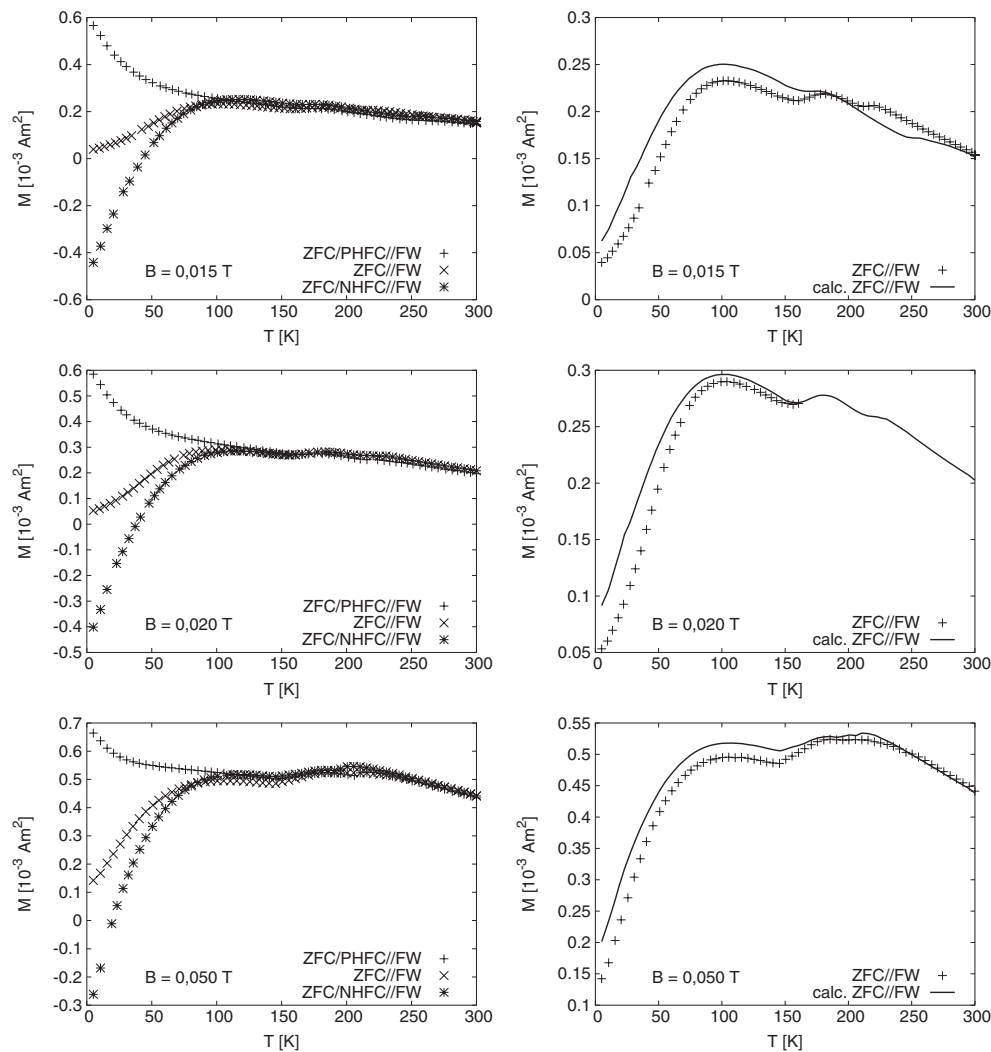 0.6
0.4
0.2
0
-0.2
-0.4
-0.6
M [10⁻³ Am²]
ZFC/PHFC//FW
ZFC//FW
ZFC/NHFC//FW
B = 0,015 T
0 50 100 150 200 250 300
T [K]
0.3
0.25
0.2
0.15
0.1
0.05
0
M [10⁻³ Am²]
B = 0,015 T
ZFC//FW
calc. ZFC//FW
0 50 100 150 200 250 300
T [K]
0.6
0.5
0.4
0.3
0.2
0.1
0
-0.1
-0.2
-0.3
-0.4
-0.5
M [10⁻³ Am²]
ZFC/PHFC//FW
ZFC//FW
ZFC/NHFC//FW
B = 0,020 T
0 50 100 150 200 250 300
T [K]
0.3
0.25
0.2
0.15
0.1
0.05
M [10⁻³ Am²]
B = 0,020 T
ZFC//FW
calc. ZFC//FW
0 50 100 150 200 250 300
T [K]
0.7
0.6
0.5
0.4
0.3
0.2
0.1
0
-0.1
-0.2
-0.3
M [10⁻³ Am²]
ZFC/PHFC//FW
ZFC//FW
ZFC/NHFC//FW
B = 0,050 T
0 50 100 150 200 250 300
T [K]
0.55
0.5
0.45
0.4
0.35
0.3
0.25
0.2
0.15
0.1
M [10⁻³ Am²]
B = 0,050 T
ZFC//FW
calc. ZFC//FW
0 50 100 150 200 250 300
T [K]